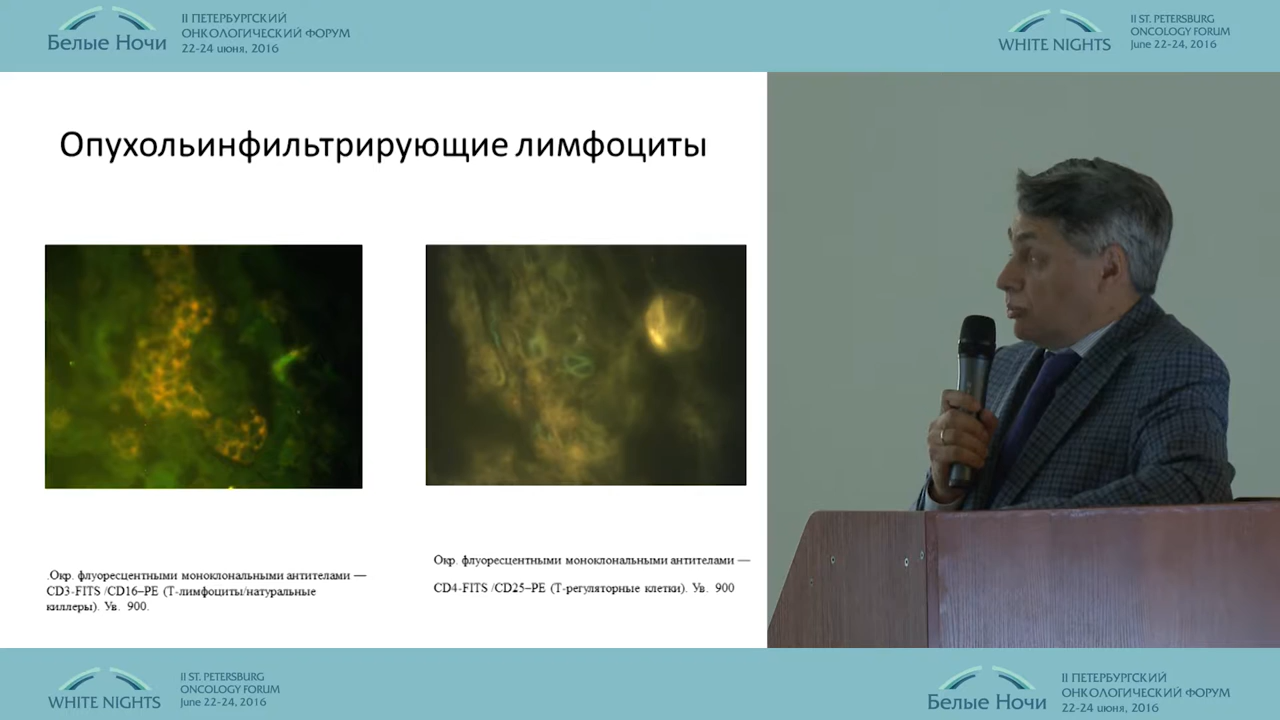 Белые Ночи
II ПЕТЕРБУРГСКИЙ
ОНКОЛОГИЧЕСКИЙ ФОРУМ
22-24 июня, 2016
WHITE NIGHTS
II ST. PETERSBURG
ONCOLOGY FORUM
June 22-24, 2016
Опухольинфильтрирующие лимфоциты
.Окр. флуоресцентными моноклональными антителами —
CD3-FITS /CD16–PE (Т-лимфоциты/натуральные
киллеры). Ув. 900.
Окр. флуоресцентными моноклональными антителами —
CD4-FITS /CD25–PE (Т-регуляторные клетки). Ув. 900
WHITE NIGHTS
II ST. PETERSBURG
ONCOLOGY FORUM
June 22-24, 2016
Белые Ночи
II ПЕТЕРБУРГСКИЙ
ОНКОЛОГИЧЕСКИЙ ФОРУМ
22-24 июня, 2016